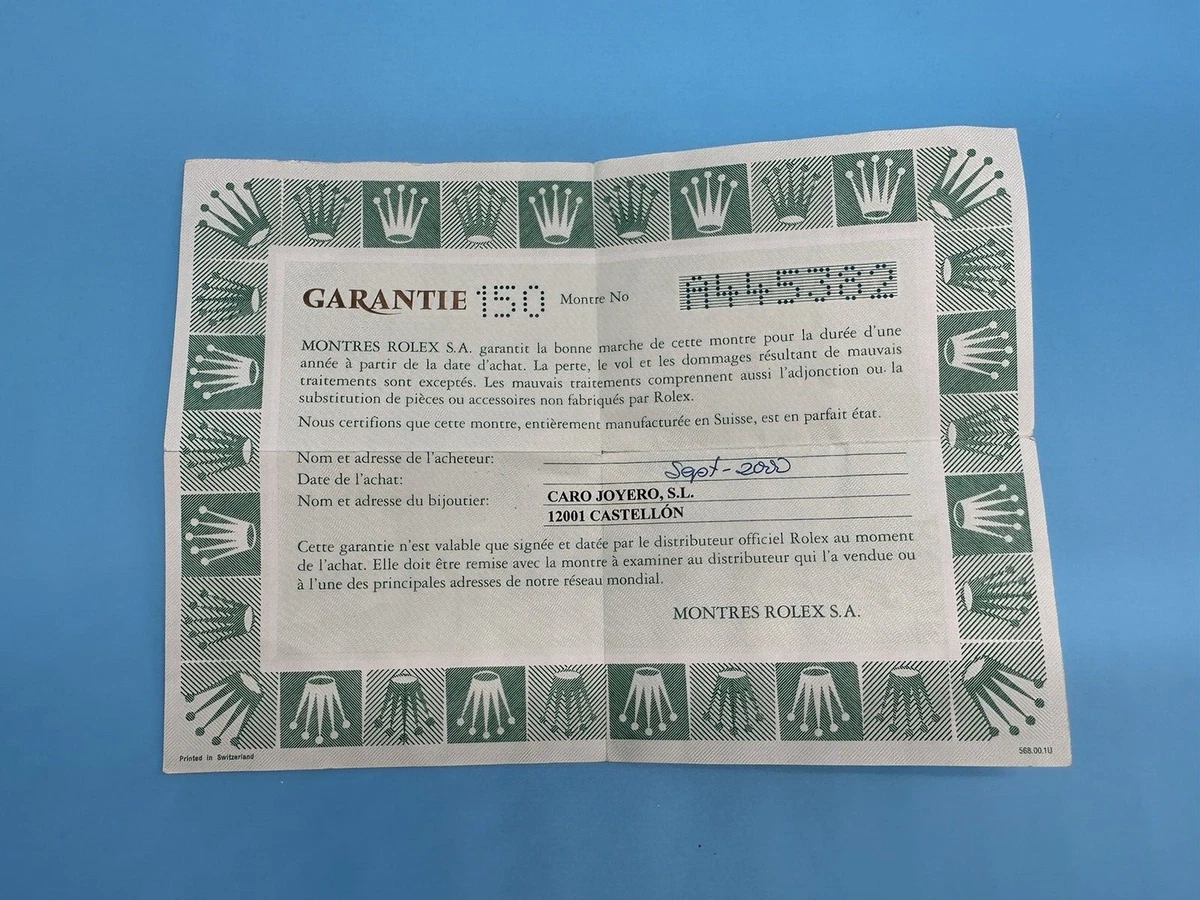 GARANTIE 150 Montre No A445382
MONTRES ROLEX S.A. garantit la bonne marche de cette montre pour la durée d'une
année à partir de la date d'achat. La perte, le vol et les dommages résultant de mauvais
traitements sont exceptés. Les mauvais traitements comprennent aussi l'adjonction ou la
substitution de pièces ou accessoires non fabriqués par Rolex.
Nous certifions que cette montre, entièrement manufacturée en Suisse, est en parfait état.
Nom et adresse de l'acheteur:
Date de l'achat: Sept - 2000
Nom et adresse du bijoutier: CARO JOYERO, S.L.
12001 CASTELLÓN
Cette garantie n'est valable que signée et datée par le distributeur officiel Rolex au moment
de l'achat. Elle doit être remise avec la montre à examiner au distributeur qui l'a vendue ou
à l'une des principales adresses de notre réseau mondial.
MONTRES ROLEX S.A.
Printed in Switzerland
568.00.1U